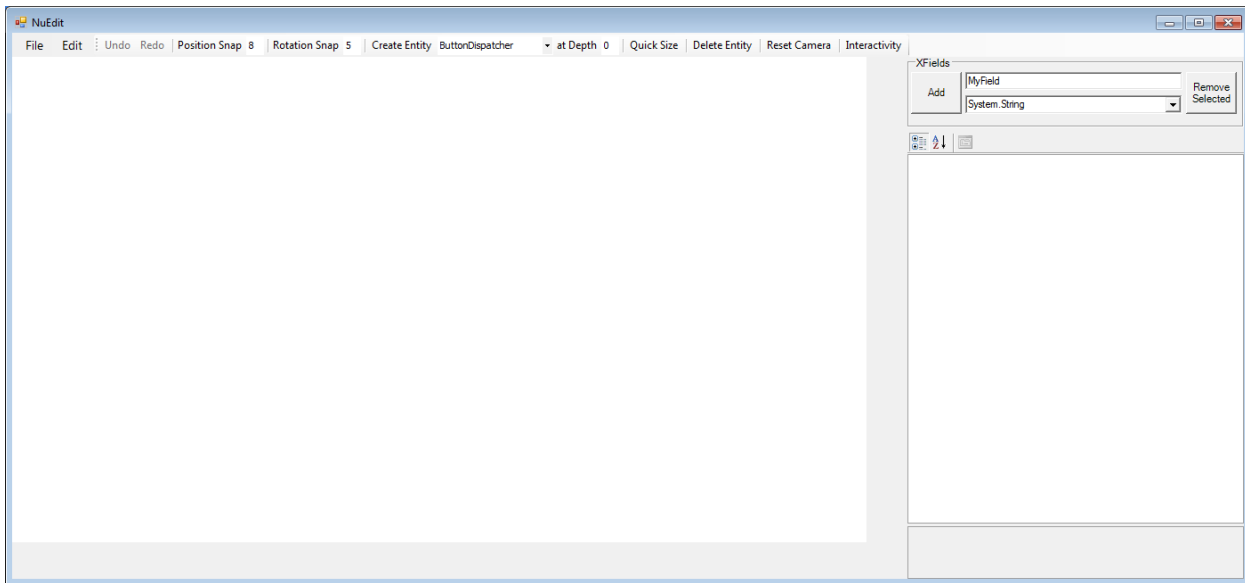 NuEdit
File Edit Undo Redo Position Snap 8 Rotation Snap 5 Create Entity ButtonDispatcher at Depth 0 Quick Size Delete Entity Reset Camera Interactivity
XFields
Add
MyField
System.String
Remove
Selected